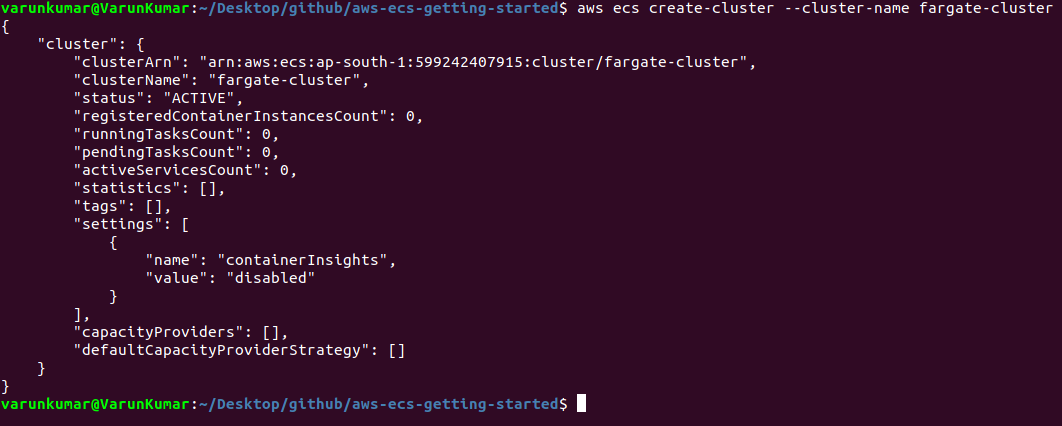 varunkumar@VarunKumar:~/Desktop/github/aws-ecs-getting-started$ aws ecs create-cluster --cluster-name fargate-cluster
{
    "cluster": {
        "clusterArn": "arn:aws:ecs:ap-south-1:599242407915:cluster/fargate-cluster",
        "clusterName": "fargate-cluster",
        "status": "ACTIVE",
        "registeredContainerInstancesCount": 0,
        "runningTasksCount": 0,
        "pendingTasksCount": 0,
        "activeServicesCount": 0,
        "statistics": [],
        "tags": [],
        "settings": [
            {
                "name": "containerInsights",
                "value": "disabled"
            }
        ],
        "capacityProviders": [],
        "defaultCapacityProviderStrategy": []
    }
}
varunkumar@VarunKumar:~/Desktop/github/aws-ecs-getting-started$